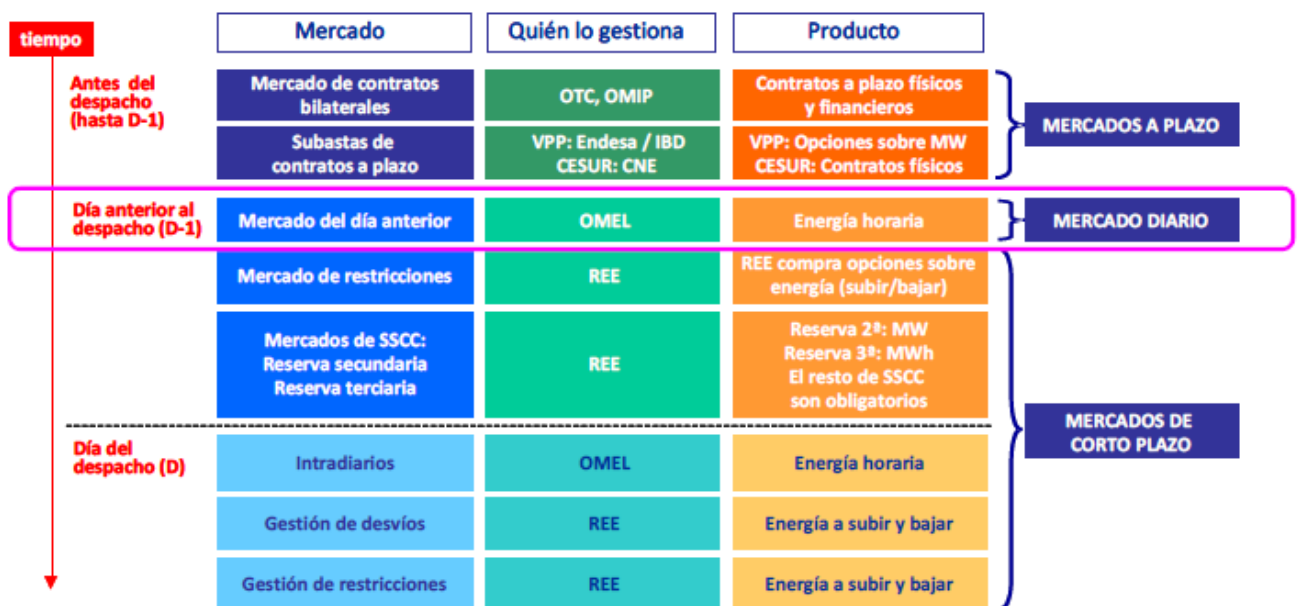 tiempo
Mercado
Quién lo gestiona
Producto
Antes del
despacho
(hasta D-1)
Mercado de contratos
bilaterales
OTC, OMIP
Contratos a plazo físicos
y financieros
Subastas de
contratos a plazo
VPP: Endesa / IBD
CESUR: CNE
VPP: Opciones sobre MW
CESUR: Contratos físicos
MERCADOS A PLAZO
Día anterior al
despacho (D-1)
Mercado del día anterior
OMEL
Energía horaria
MERCADO DIARIO
Mercado de restricciones
REE
REE compra opciones sobre
energía (subir/bajar)
Mercados de SSCC:
Reserva secundaria
Reserva terciaria
REE
Reserva 2ª: MW
Reserva 3ª: MWh
El resto de SSCC
son obligatorios
MERCADOS DE
CORTO PLAZO
Día del
despacho (D)
Intradiarios
OMEL
Energía horaria
Gestión de desvíos
REE
Energía a subir y bajar
Gestión de restricciones
REE
Energía a subir y bajar